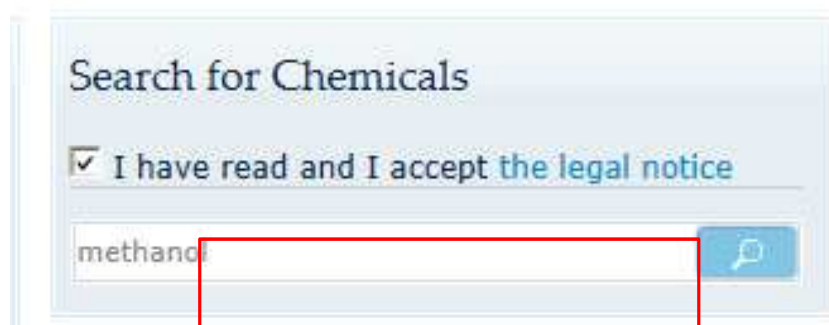 Search for Chemicals
I have read and I accept the legal notice
methanol